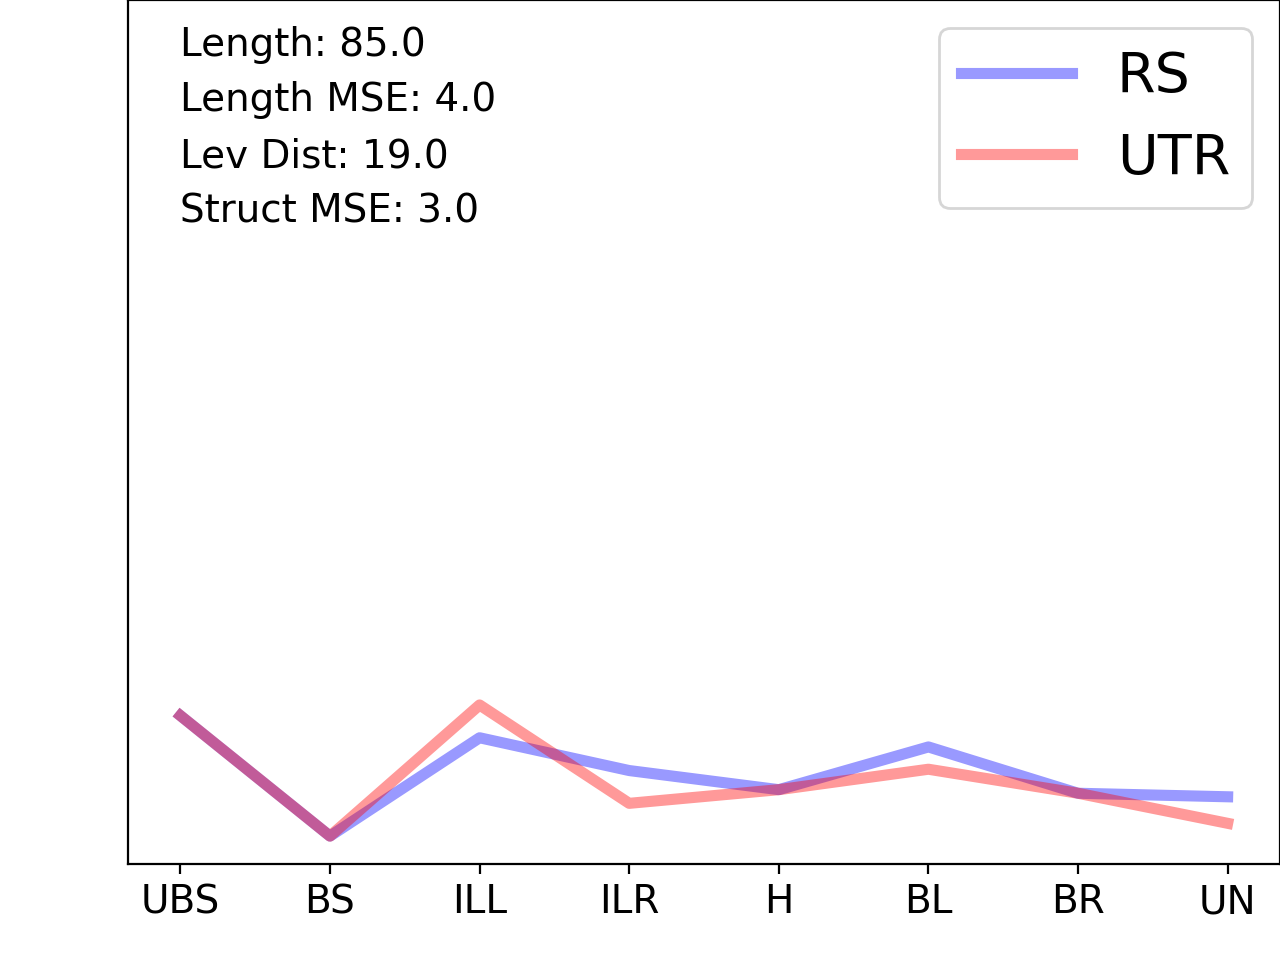 Length: 85.0
Length MSE: 4.0
Lev Dist: 19.0
Struct MSE: 3.0
RS
UTR
UBS BS ILL ILR H BL BR UN